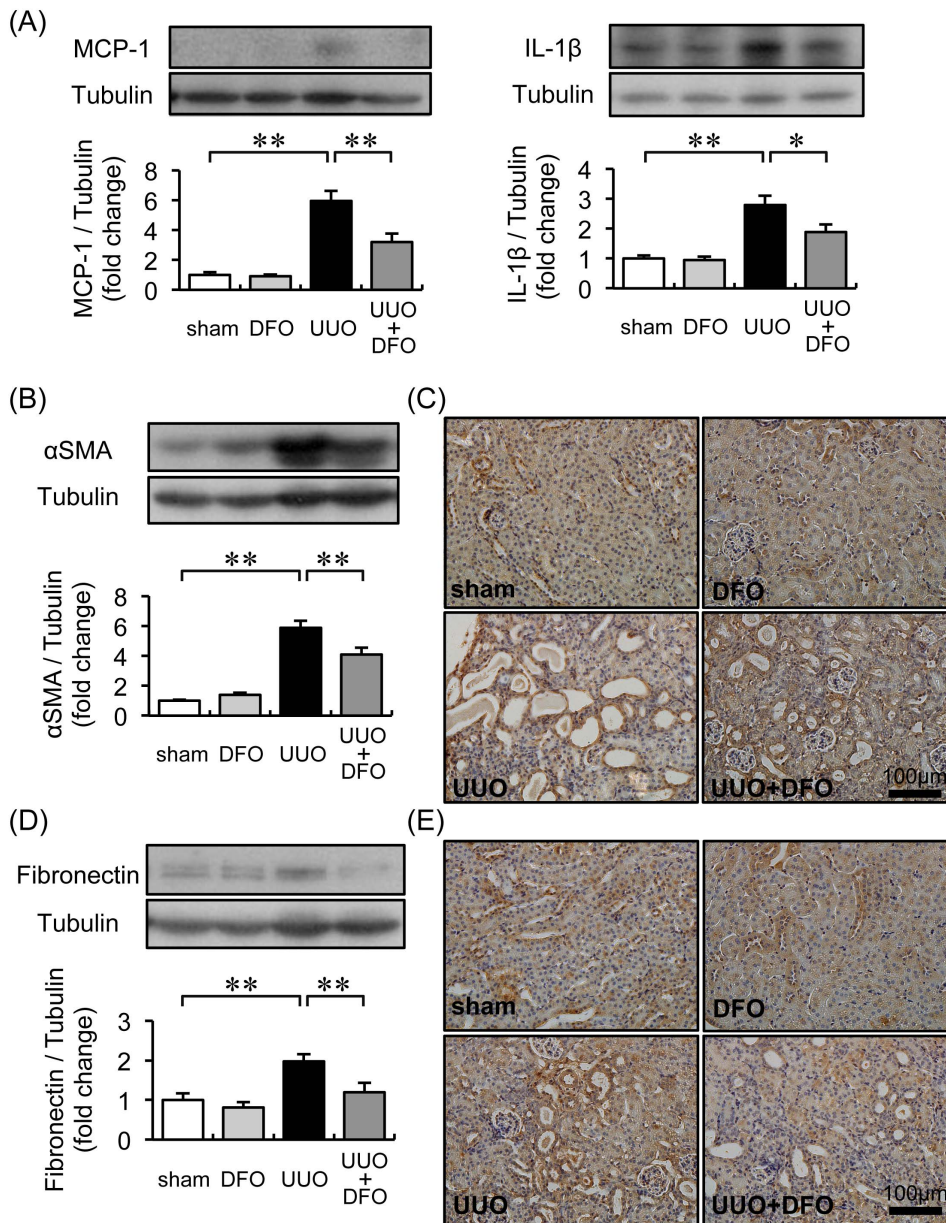 (A)
MCP-1
Tubulin
** **
MCP-1 / Tubulin
(fold change)
8
6
4
2
0
sham DFO UUO UUO
+
DFO
IL-1β
Tubulin
** *
IL-1β / Tubulin
(fold change)
4
3
2
1
0
sham DFO UUO UUO
+
DFO
(B)
αSMA
Tubulin
** **
αSMA / Tubulin
(fold change)
8
6
4
2
0
sham DFO UUO UUO
+
DFO
(C)
sham
DFO
UUO
UUO+DFO
100μm
(D)
Fibronectin
Tubulin
** **
Fibronectin / Tubulin
(fold change)
3
2
1
0
sham DFO UUO UUO
+
DFO
(E)
sham
DFO
UUO
UUO+DFO
100μm